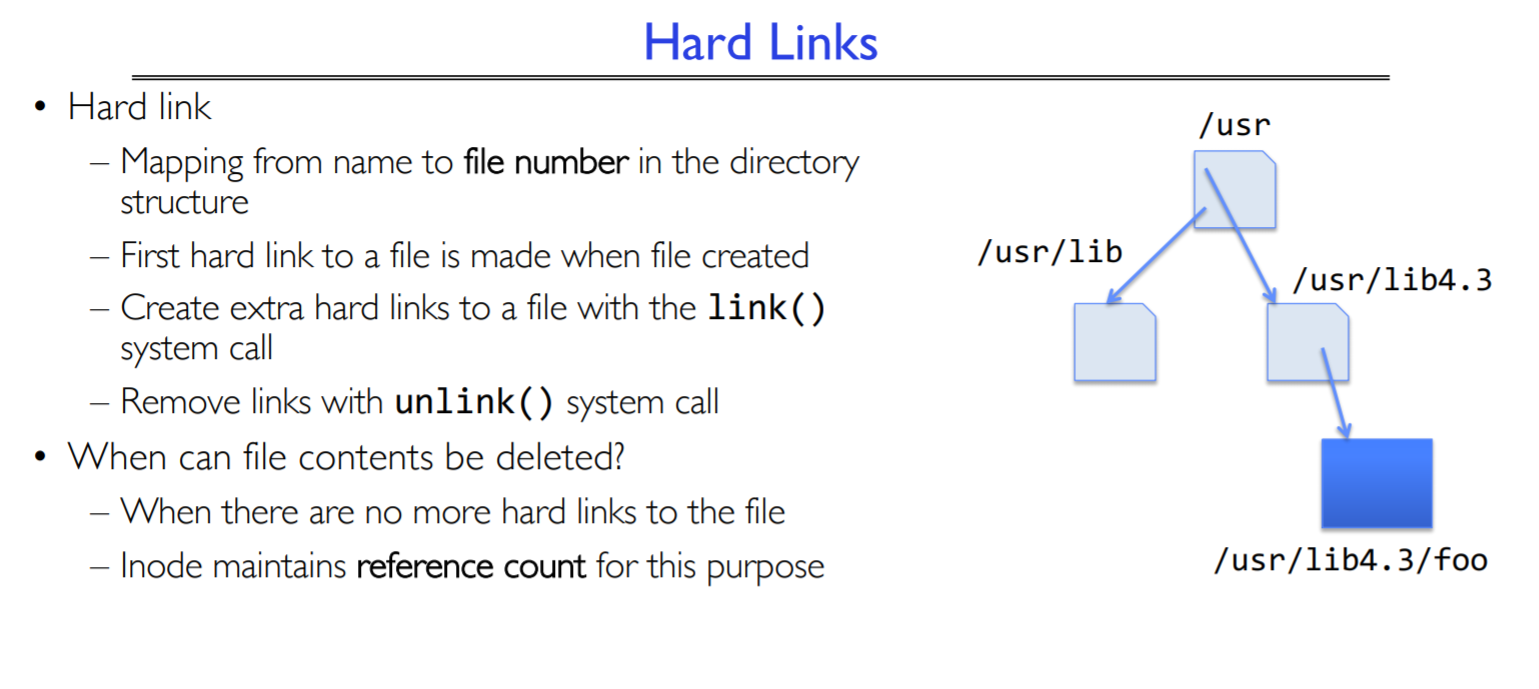 Hard Links
• Hard link
– Mapping from name to file number in the directory
structure
– First hard link to a file is made when file created
– Create extra hard links to a file with the link()
system call
– Remove links with unlink() system call
• When can file contents be deleted?
– When there are no more hard links to the file
– Inode maintains reference count for this purpose
/usr
/usr/lib
/usr/lib4.3
/usr/lib4.3/foo